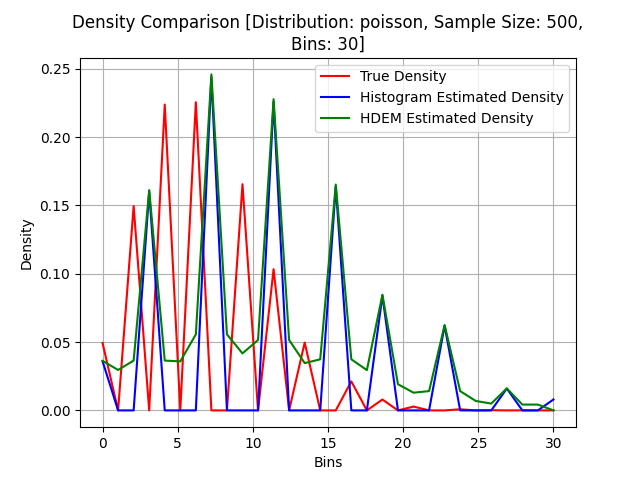 Density Comparison [Distribution: poisson, Sample Size: 500,
Bins: 30]
True Density
Histogram Estimated Density
HDEM Estimated Density
Density
0.25
0.20
0.15
0.10
0.05
0.00
0 5 10 15 20 25 30
Bins